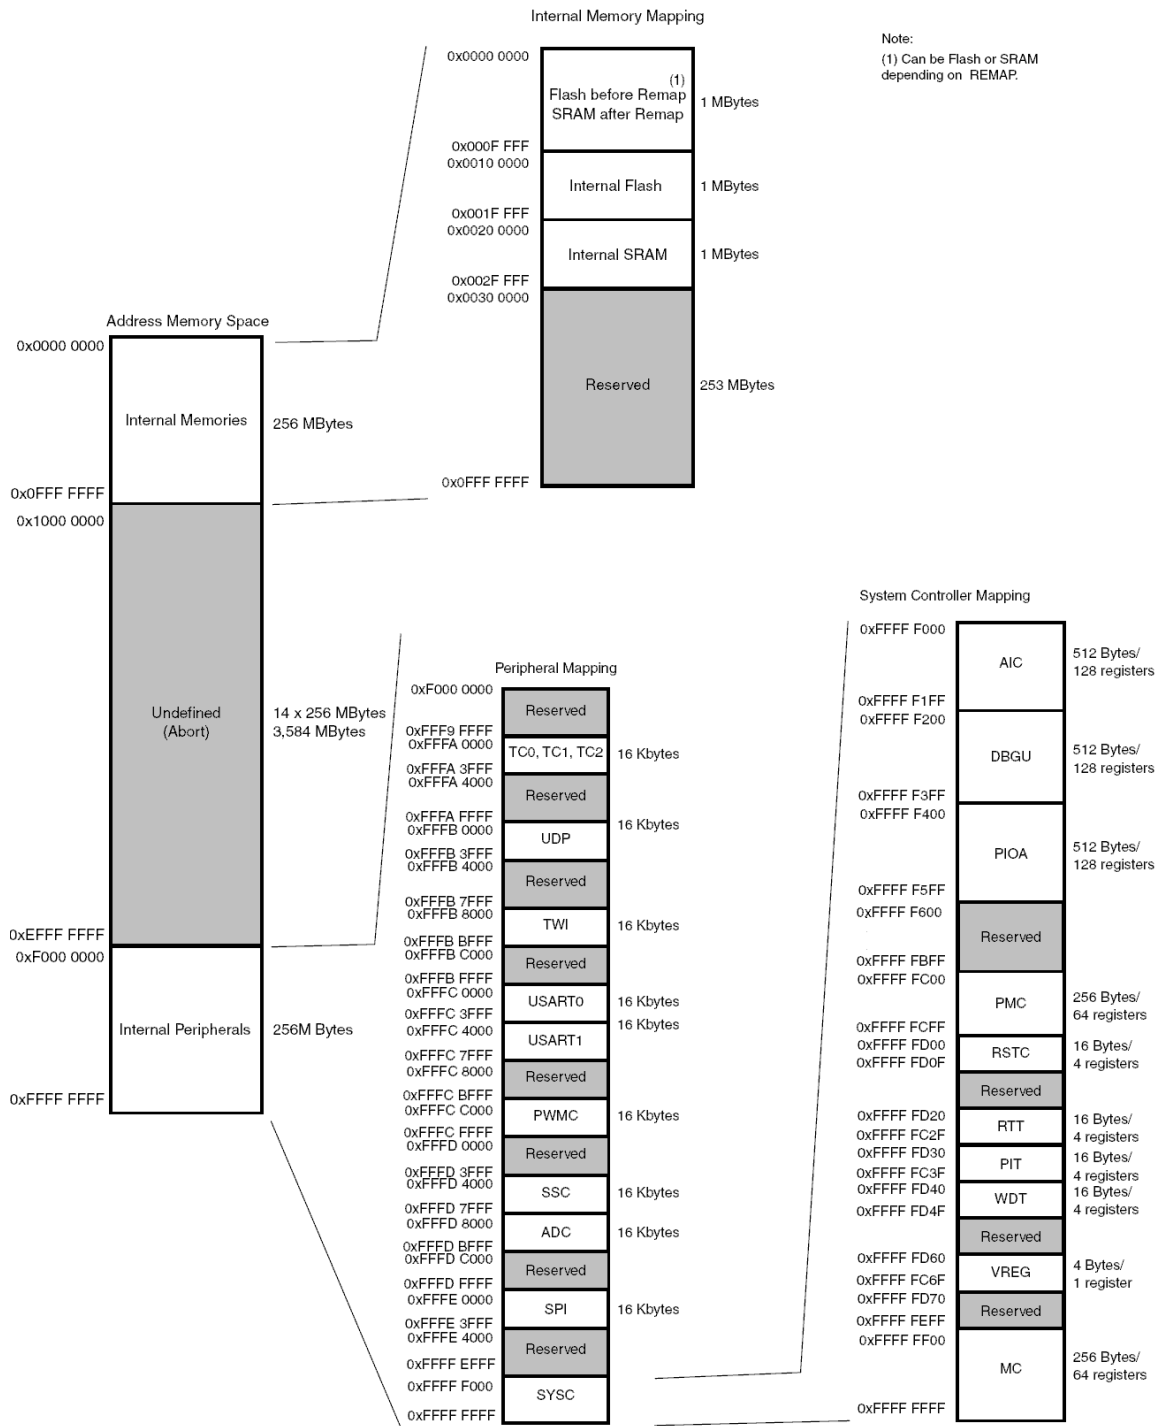 Internal Memory Mapping
0x0000 0000
(1)
Flash before Remap
SRAM after Remap
1 MBytes
0x000F FFF
0x0010 0000
Internal Flash
1 MBytes
0x001F FFF
0x0020 0000
Internal SRAM
1 MBytes
0x002F FFF
0x0030 0000
Reserved
253 MBytes
0x0FFF FFFF
Note:
(1) Can be Flash or SRAM
depending on REMAP.
Address Memory Space
0x0000 0000
Internal Memories
256 MBytes
0x0FFF FFFF
0x1000 0000
Undefined
(Abort)
14 x 256 MBytes
3,584 MBytes
0xEFFF FFFF
0xF000 0000
Internal Peripherals
256M Bytes
0xFFFF FFFF
Peripheral Mapping
0xF000 0000
Reserved
0xFFF9 FFFF
0xFFFA 0000
TC0, TC1, TC2
16 Kbytes
0xFFFA 3FFF
0xFFFA 4000
Reserved
0xFFFA FFFF
16 Kbytes
0xFFFB 0000
UDP
0xFFFB 3FFF
0xFFFB 4000
Reserved
0xFFFB 7FFF
0xFFFB 8000
TWI
16 Kbytes
0xFFFB BFFF
0xFFFB C000
Reserved
0xFFFB FFFF
0xFFFC 0000
USART0
16 Kbytes
0xFFFC 3FFF
0xFFFC 4000
16 Kbytes
USART1
0xFFFC 7FFF
0xFFFC 8000
Reserved
0xFFFC BFFF
0xFFFC C000
PWMC
16 Kbytes
0xFFFC FFFF
0xFFFD 0000
Reserved
0xFFFD 3FFF
0xFFFD 4000
SSC
16 Kbytes
0xFFFD 7FFF
0xFFFD 8000
ADC
16 Kbytes
0xFFFD BFFF
0xFFFD C000
Reserved
0xFFFD FFFF
0xFFFE 0000
SPI
16 Kbytes
0xFFFE 3FFF
0xFFFE 4000
Reserved
0xFFFF EFFF
0xFFFF F000
SYSC
0xFFFF FFFF
System Controller Mapping
0xFFFF F000
AIC
512 Bytes/
128 registers
0xFFFF F1FF
0xFFFF F200
DBGU
512 Bytes/
128 registers
0xFFFF F3FF
0xFFFF F400
PIOA
512 Bytes/
128 registers
0xFFFF F5FF
0xFFFF F600
Reserved
0xFFFF FBFF
0xFFFF FC00
PMC
256 Bytes/
64 registers
0xFFFF FCFF
0xFFFF FD00
RSTC
16 Bytes/
4 registers
0xFFFF FD0F
Reserved
0xFFFF FD20
RTT
16 Bytes/
4 registers
0xFFFF FC2F
0xFFFF FD30
PIT
16 Bytes/
4 registers
0xFFFF FC3F
0xFFFF FD40
WDT
16 Bytes/
4 registers
0xFFFF FD4F
Reserved
0xFFFF FD60
VREG
4 Bytes/
1 register
0xFFFF FC6F
0xFFFF FD70
Reserved
0xFFFF FEFF
0xFFFF FF00
MC
256 Bytes/
64 registers
0xFFFF FFFF